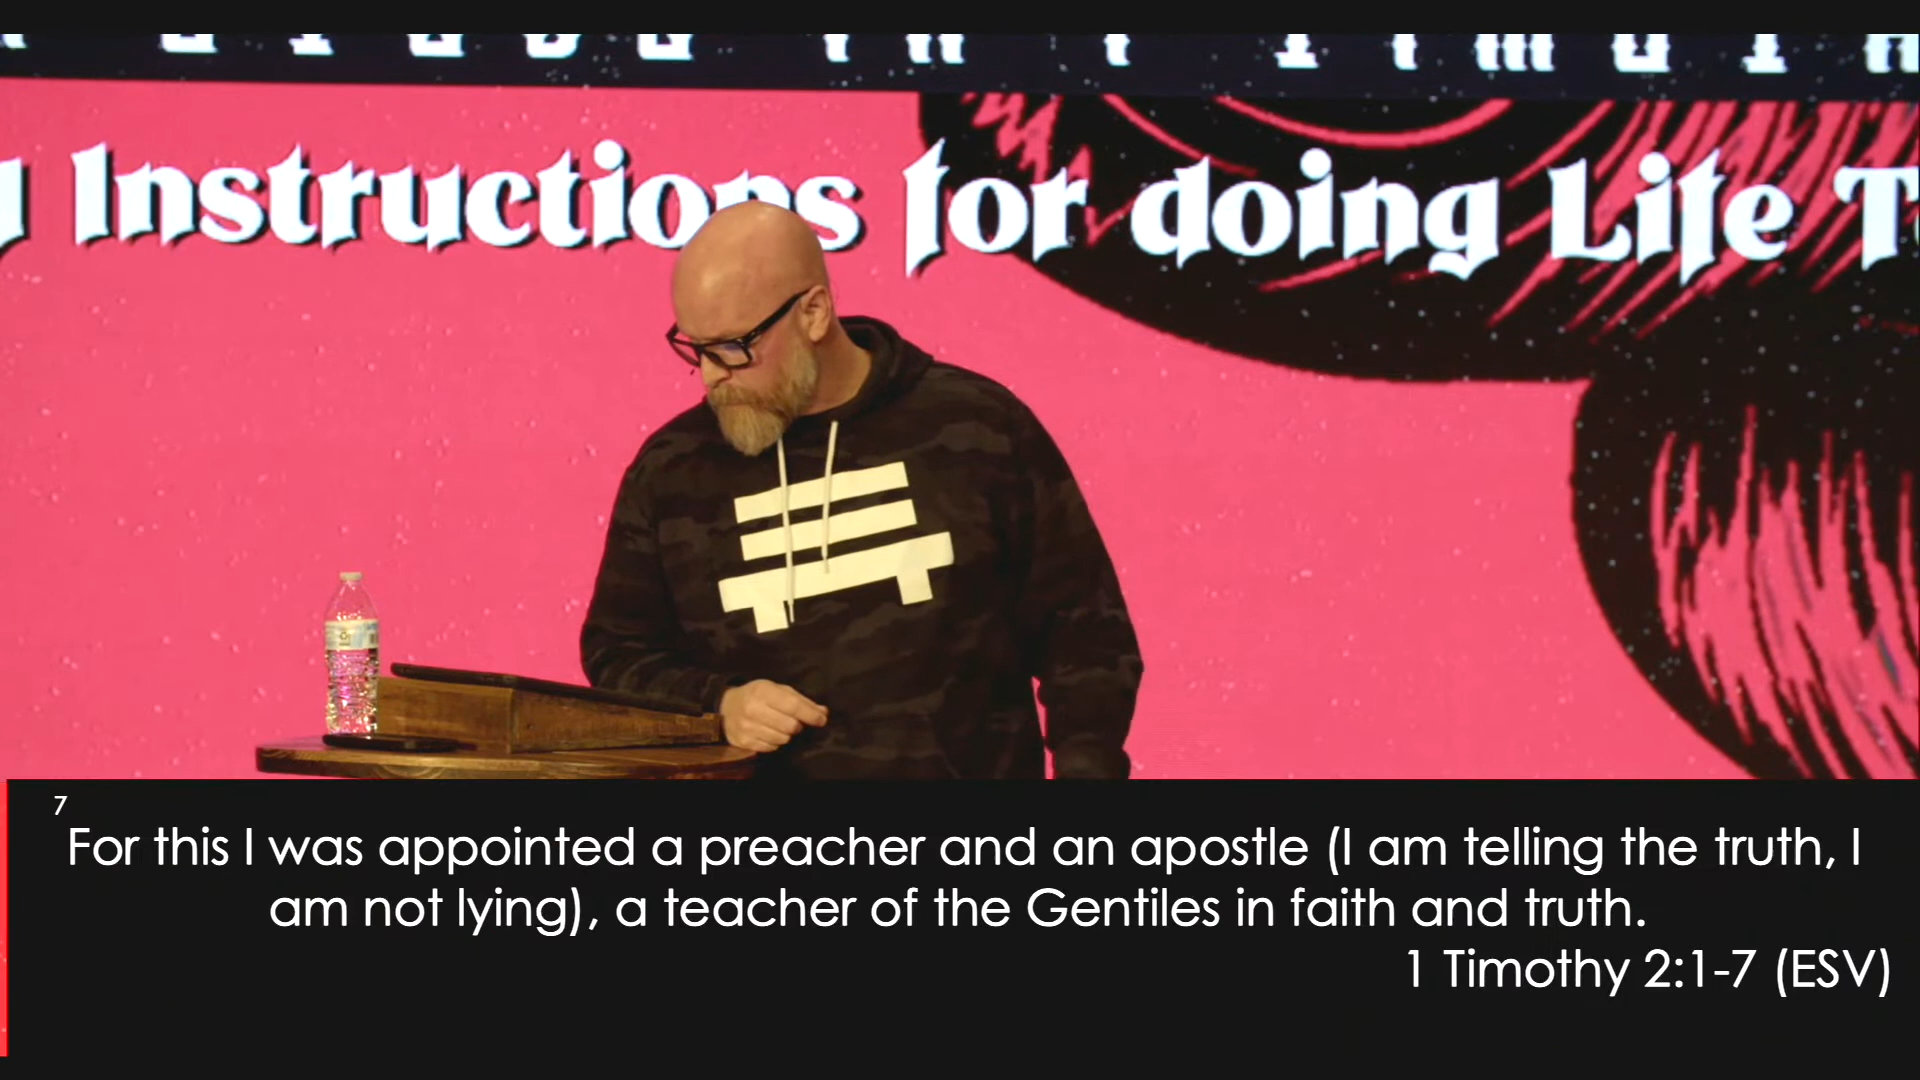 Instructions for doing Life
7
For this I was appointed a preacher and an apostle (I am telling the truth, I
am not lying), a teacher of the Gentiles in faith and truth.
1 Timothy 2:1-7 (ESV)